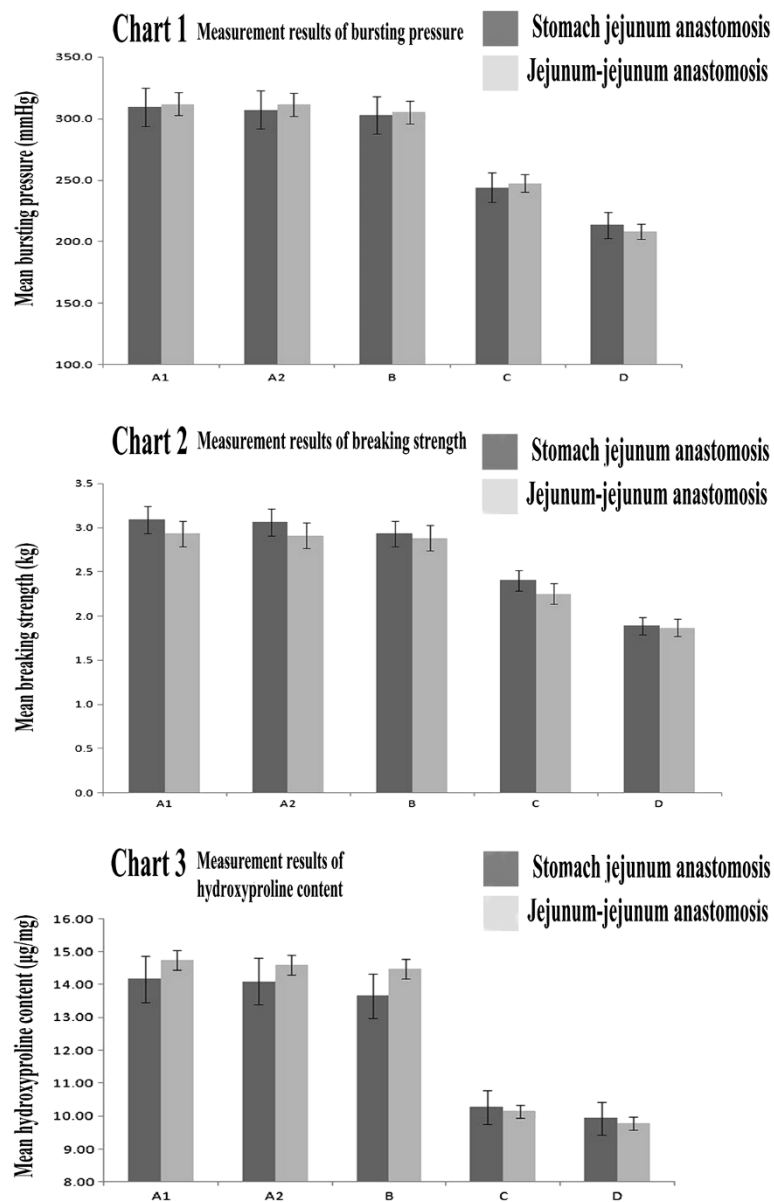 Chart 1 Measurement results of bursting pressure
Stomach jejunum anastomosis
Jejunum-jejunum anastomosis
Mean bursting pressure (mmHg)
350.0
300.0
250.0
200.0
150.0
100.0
A1 A2 B C D
Chart 2 Measurement results of breaking strength
Stomach jejunum anastomosis
Jejunum-jejunum anastomosis
Mean breaking strength (kg)
3.5
3.0
2.5
2.0
1.5
1.0
0.5
0.0
A1 A2 B C D
Chart 3 Measurement results of
hydroxyproline content
Stomach jejunum anastomosis
Jejunum-jejunum anastomosis
Mean hydroxyproline content (µg/mg)
16.00
15.00
14.00
13.00
12.00
11.00
10.00
9.00
8.00
A1 A2 B C D